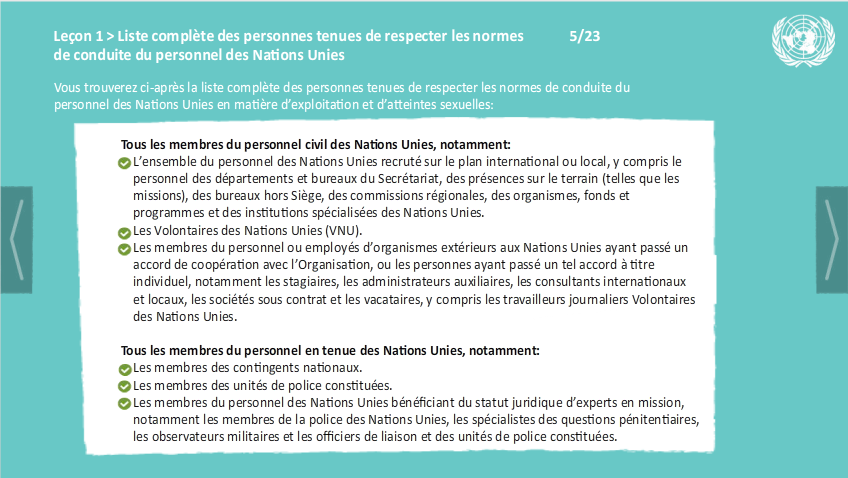 Leçon 1 > Liste complète des personnes tenues de respecter les normes
de conduite du personnel des Nations Unies
5/23
Vous trouverez ci-après la liste complète des personnes tenues de respecter les normes de conduite du
personnel des Nations Unies en matière d’exploitation et d’atteintes sexuelles:
Tous les membres du personnel civil des Nations Unies, notamment:
L’ensemble du personnel des Nations Unies recruté sur le plan international ou local, y compris le
personnel des départements et bureaux du Secrétariat, des présences sur le terrain (telles que les
missions), des bureaux hors Siège, des commissions régionales, des organismes, fonds et
programmes et des institutions spécialisées des Nations Unies.
Les Volontaires des Nations Unies (VNU).
Les membres du personnel ou employés d’organismes extérieurs aux Nations Unies ayant passé un
accord de coopération avec l’Organisation, ou les personnes ayant passé un tel accord à titre
individuel, notamment les stagiaires, les administrateurs auxiliaires, les consultants internationaux
et locaux, les sociétés sous contrat et les vacataires, y compris les travailleurs journaliers Volontaires
des Nations Unies.
Tous les membres du personnel en tenue des Nations Unies, notamment:
Les membres des contingents nationaux.
Les membres des unités de police constituées.
Les membres du personnel des Nations Unies bénéficiant du statut juridique d’experts en mission,
notamment les membres de la police des Nations Unies, les spécialistes des questions pénitentiaires,
les observateurs militaires et les officiers de liaison et des unités de police constituées.